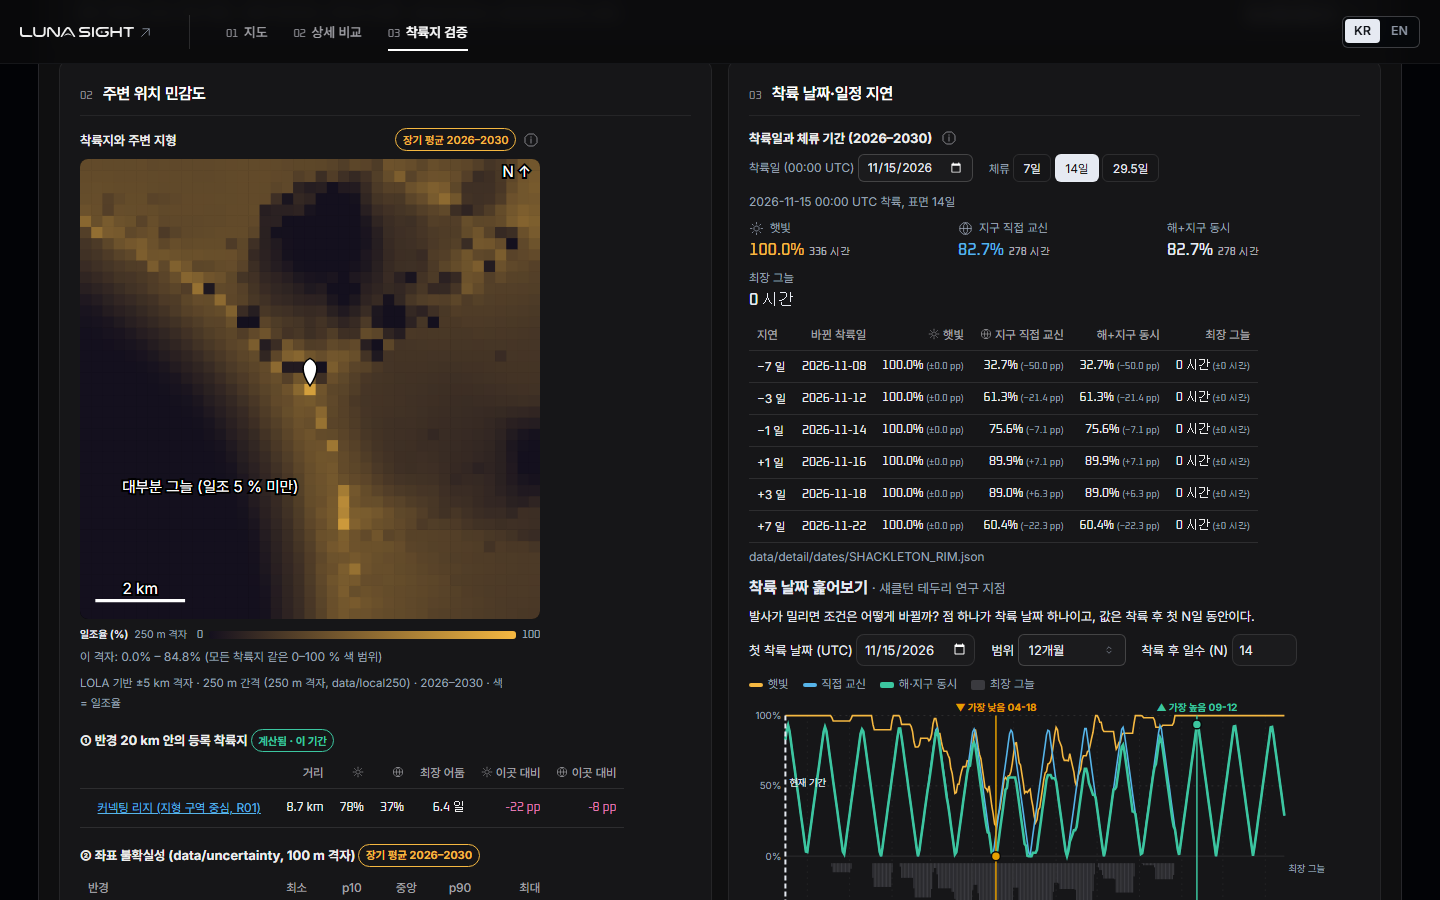 LUNA SIGHT ↗
01 지도
02 상세 비교
03 착륙지 검증
KR EN
02 주변 위치 민감도
착륙지와 주변 지형
장기 평균 2026–2030
N ↑
대부분 그늘 (일조 5 % 미만)
2 km
일조율 (%) 250 m 격자 0 100
이 격자: 0.0% – 84.8% (모든 착륙지 같은 0–100 % 색 범위)
LOLA 기반 ±5 km 격자 · 250 m 간격 (250 m 격자, data/local250) · 2026–2030 · 색
= 일조율
① 반경 20 km 안의 등록 착륙지 계산됨 · 이 기간
거리 최장 어둠 이곳 대비 이곳 대비
커넥팅 리지 (지형 구역 중심, R01) 8.7 km 78% 37% 6.4 일 -22 pp -8 pp
② 좌표 불확실성 (data/uncertainty, 100 m 격자) 장기 평균 2026–2030
반경 최소 p10 중앙 p90 최대
03 착륙 날짜·일정 지연
착륙일과 체류 기간 (2026–2030)
착륙일 (00:00 UTC) 11/15/2026 체류 7일 14일 29.5일
2026-11-15 00:00 UTC 착륙, 표면 14일
햇빛
100.0% 336 시간
지구 직접 교신
82.7% 278 시간
해+지구 동시
82.7% 278 시간
최장 그늘
0 시간
지연 바뀐 착륙일 햇빛 지구 직접 교신 해+지구 동시 최장 그늘
−7 일 2026-11-08 100.0% (±0.0 pp) 32.7% (−50.0 pp) 32.7% (−50.0 pp) 0 시간 (±0 시간)
−3 일 2026-11-12 100.0% (±0.0 pp) 61.3% (−21.4 pp) 61.3% (−21.4 pp) 0 시간 (±0 시간)
−1 일 2026-11-14 100.0% (±0.0 pp) 75.6% (−7.1 pp) 75.6% (−7.1 pp) 0 시간 (±0 시간)
+1 일 2026-11-16 100.0% (±0.0 pp) 89.9% (+7.1 pp) 89.9% (+7.1 pp) 0 시간 (±0 시간)
+3 일 2026-11-18 100.0% (±0.0 pp) 89.0% (+6.3 pp) 89.0% (+6.3 pp) 0 시간 (±0 시간)
+7 일 2026-11-22 100.0% (±0.0 pp) 60.4% (−22.3 pp) 60.4% (−22.3 pp) 0 시간 (±0 시간)
data/detail/dates/SHACKLETON_RIM.json
착륙 날짜 훑어보기 · 섀클턴 테두리 연구 지점
발사가 밀리면 조건은 어떻게 바뀔까? 점 하나가 착륙 날짜 하나이고, 값은 착륙 후 첫 N일 동안이다.
첫 착륙 날짜 (UTC) 11/15/2026 범위 12개월 착륙 후 일수 (N) 14
햇빛 직접 교신 해·지구 동시 최장 그늘
▼ 가장 낮음 04-18 ▲ 가장 높음 09-12
100%
50% 현재 기간
0%
최장 그늘